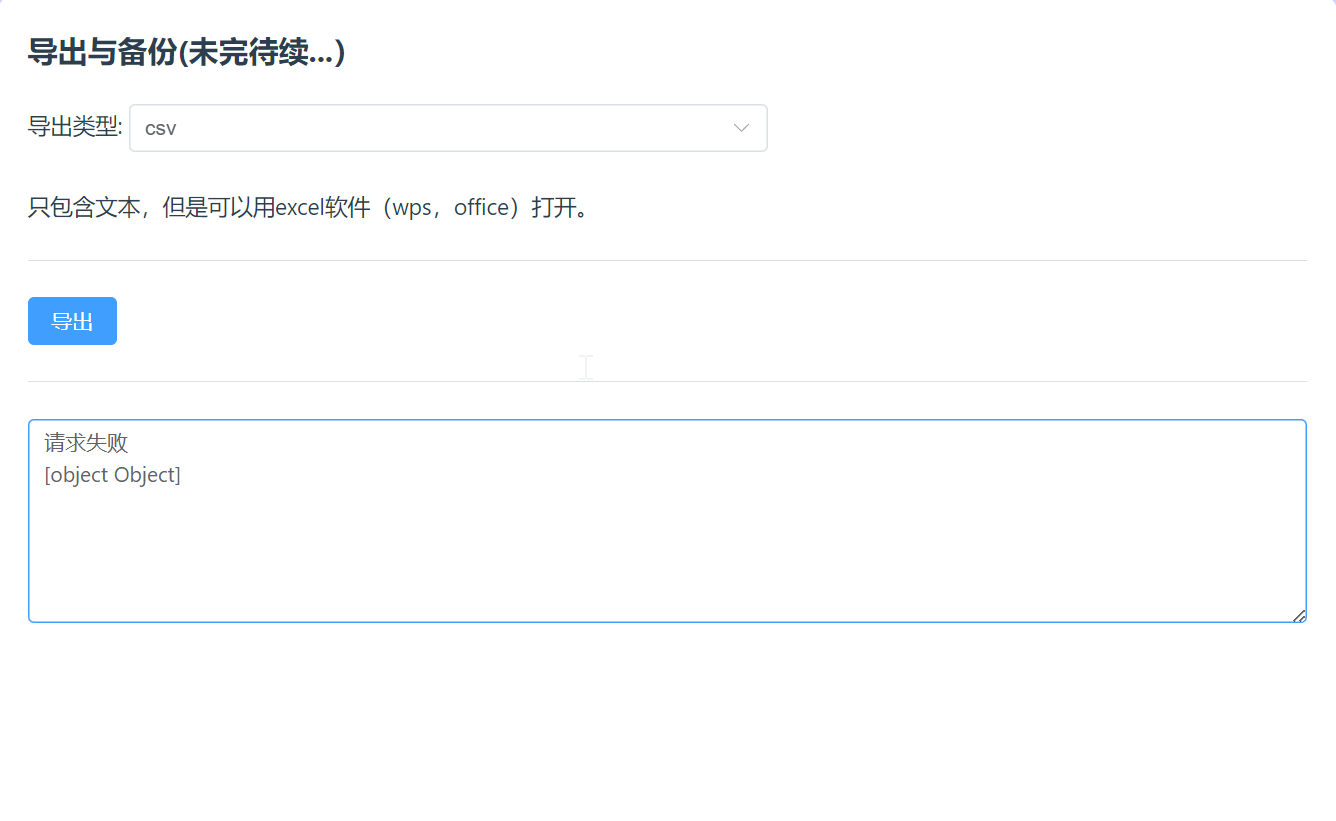 导出与备份(未完待续...)
导出类型: csv
只包含文本，但是可以用excel软件（wps，office）打开。
导出
请求失败
[object Object]